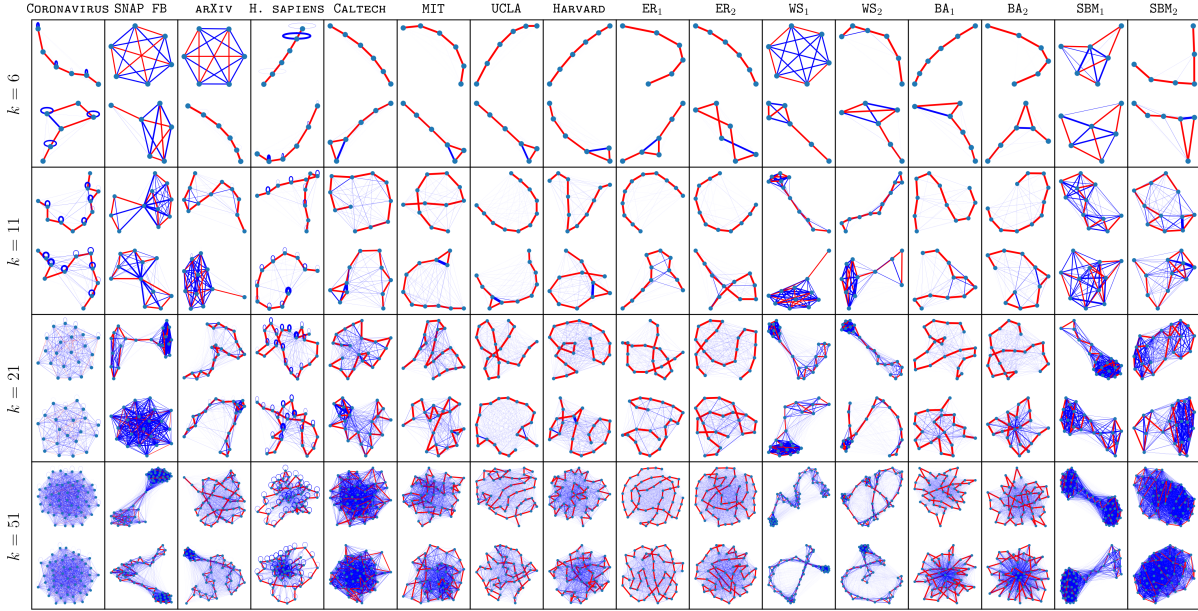 CORONAVIRUS SNAP FB ARXIV H. SAPIENS CALTECH MIT UCLA HARVARD ER₁ ER₂ WS₁ WS₂ BA₁ BA₂ SBM₁ SBM₂
k = 6
k = 11
k = 21
k = 51